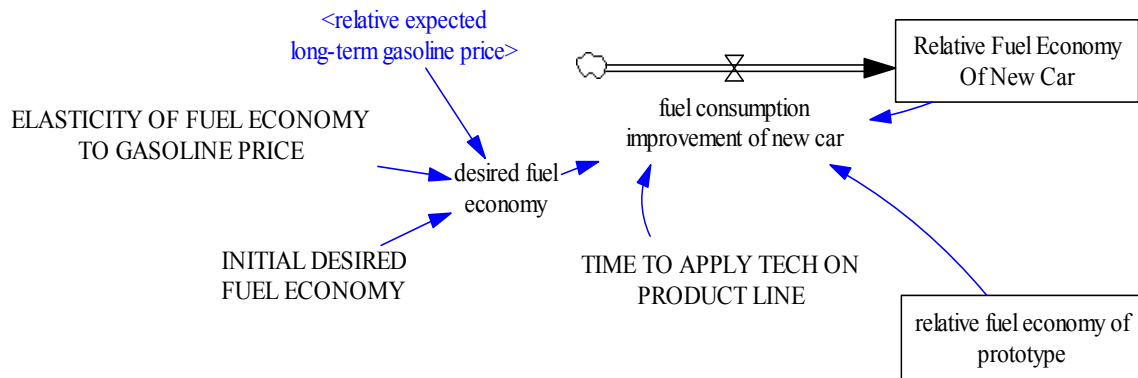 <relative expected
long-term gasoline price>
Relative Fuel Economy
Of New Car
ELASTICITY OF FUEL ECONOMY
TO GASOLINE PRICE
fuel consumption
improvement of new car
desired fuel
economy
INITIAL DESIRED
FUEL ECONOMY
TIME TO APPLY TECH ON
PRODUCT LINE
relative fuel economy of
prototype